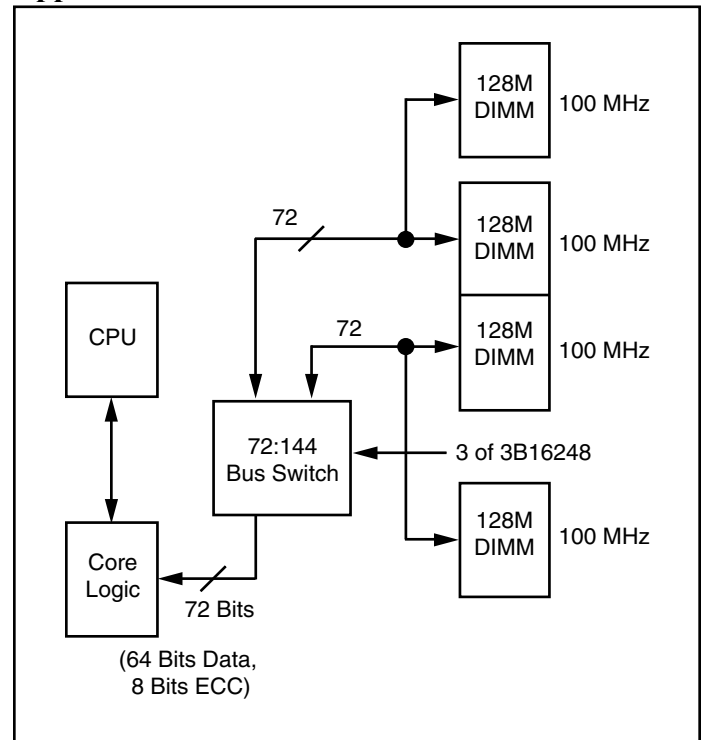 128M
DIMM
100 MHz
72
128M
DIMM
100 MHz
CPU
72
128M
DIMM
100 MHz
72:144
Bus Switch
3 of 3B16248
128M
DIMM
100 MHz
Core
Logic
72 Bits
(64 Bits Data,
8 Bits ECC)